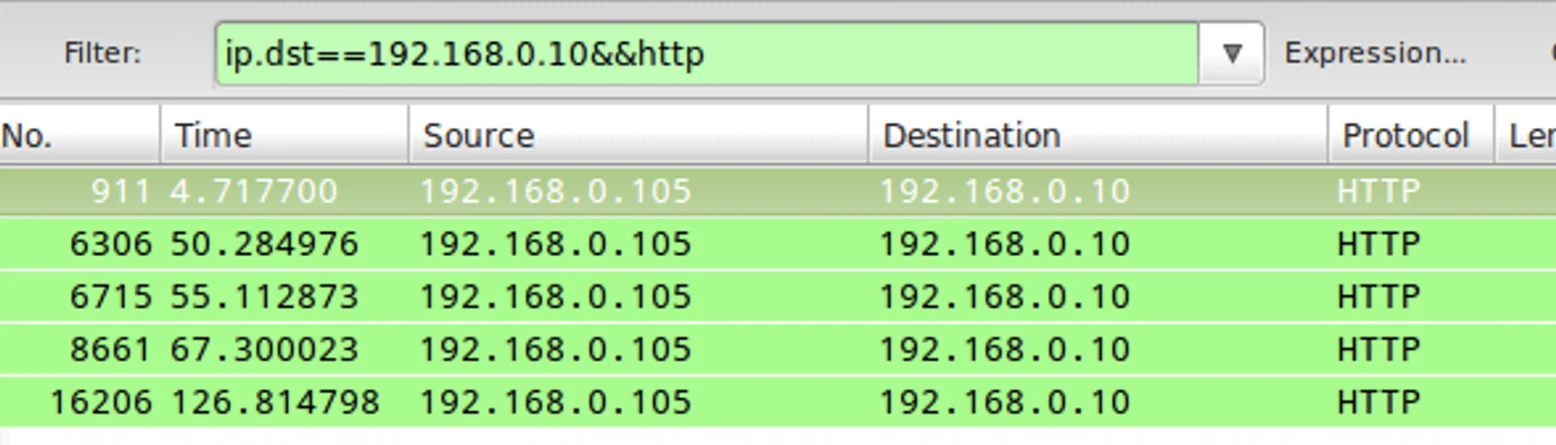 Filter: ip.dst==192.168.0.10&&http Expression...
No. Time Source Destination Protocol
911 4.717700 192.168.0.105 192.168.0.10 HTTP
6306 50.284976 192.168.0.105 192.168.0.10 HTTP
6715 55.112873 192.168.0.105 192.168.0.10 HTTP
8661 67.300023 192.168.0.105 192.168.0.10 HTTP
16206 126.814798 192.168.0.105 192.168.0.10 HTTP